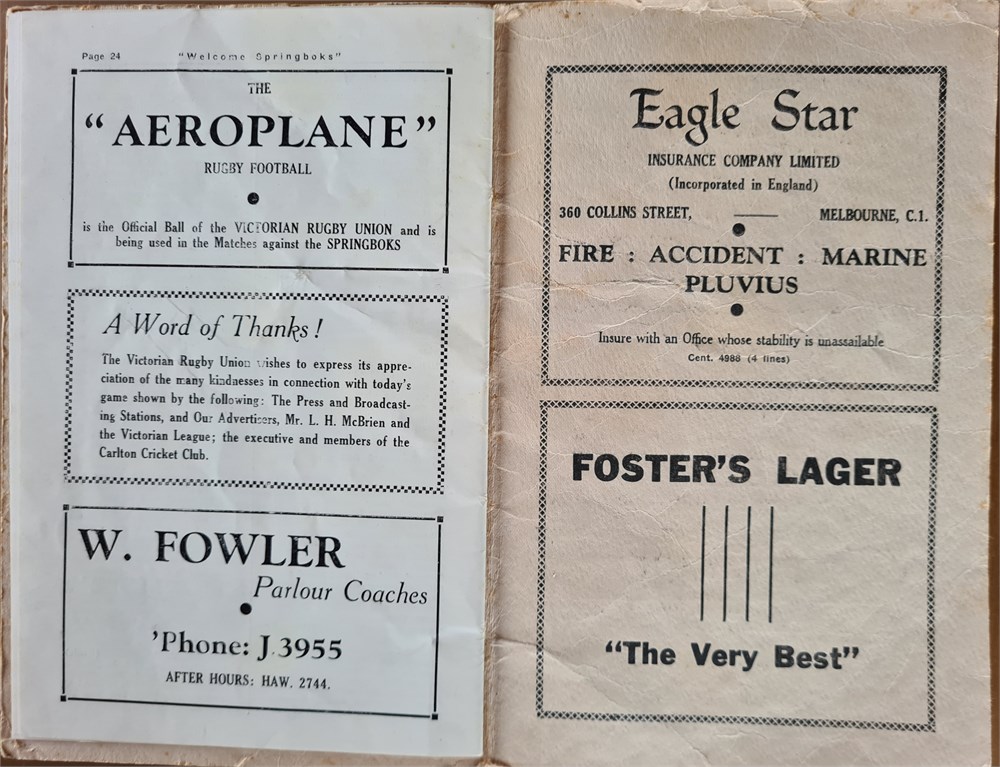 Page 24 "Welcome Springboks"
THE
"AEROPLANE"
RUGBY FOOTBALL
is the Official Ball of the VICTORIAN RUGBY UNION and is
being used in the Matches against the SPRINGBOKS
A Word of Thanks!
The Victorian Rugby Union wishes to express its appre-
ciation of the many kindnesses in connection with today's
game shown by the following: The Press and Broadcast-
ing Stations, and Our Advertisers, Mr. L. H. McBrien and
the Victorian League; the executive and members of the
Carlton Cricket Club.
W. FOWLER
Parlour Coaches
'Phone: J 3955
AFTER HOURS: HAW. 2744.
Eagle Star
INSURANCE COMPANY LIMITED
(Incorporated in England)
360 COLLINS STREET, —— MELBOURNE, C.1.
FIRE : ACCIDENT : MARINE
PLUVIUS
Insure with an Office whose stability is unassailable
Cent. 4988 (4 lines)
FOSTER'S LAGER
"The Very Best"